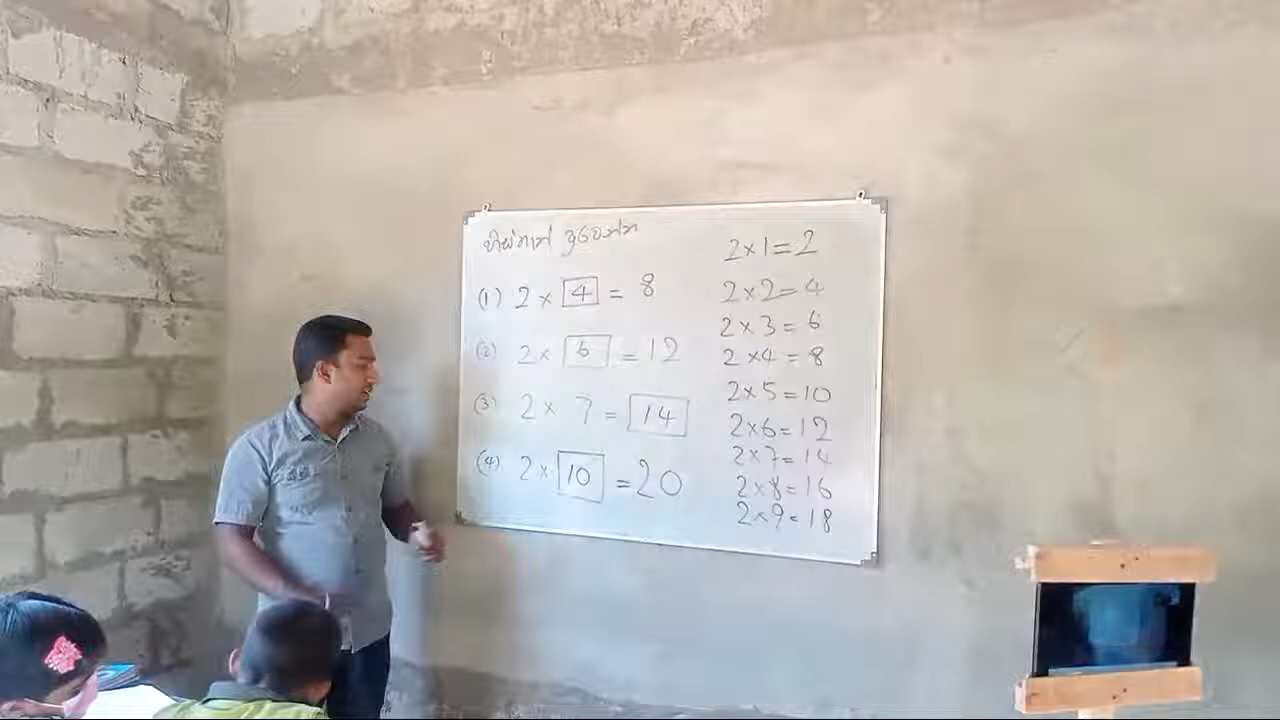 හිස්තැන් පුරවන්න
(1) 2 × 4 = 8
(2) 2 × 6 = 12
(3) 2 × 7 = 14
(4) 2 × 10 = 20
2×1=2
2×2=4
2×3=6
2×4=8
2×5=10
2×6=12
2×7=14
2×8=16
2×9=18